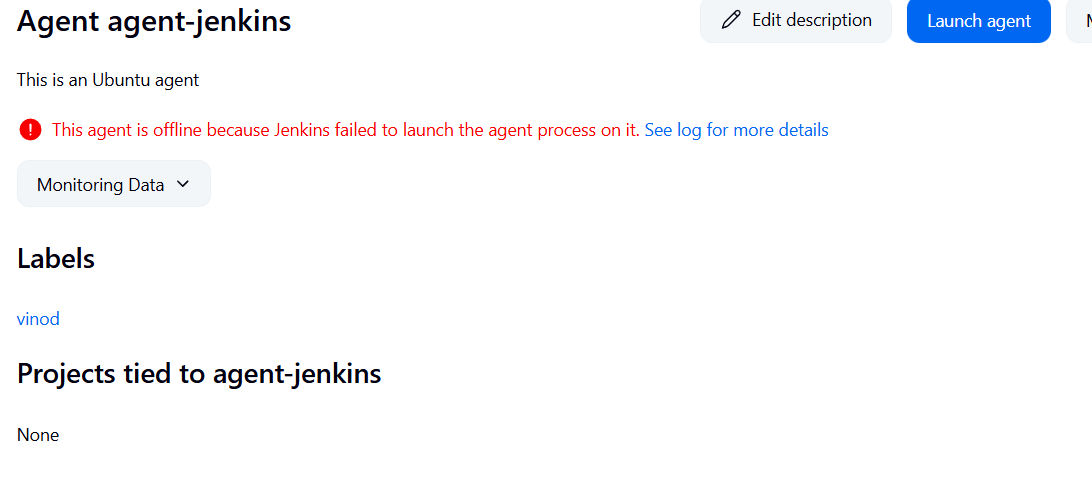 Agent agent-jenkins
Edit description
Launch agent
This is an Ubuntu agent
This agent is offline because Jenkins failed to launch the agent process on it. See log for more details
Monitoring Data
Labels
vinod
Projects tied to agent-jenkins
None